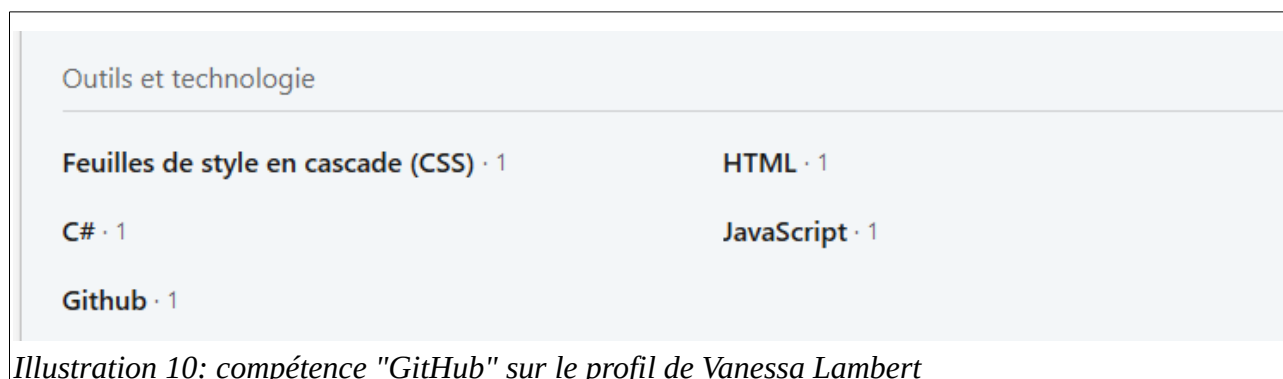 Outils et technologie
Feuilles de style en cascade (CSS) · 1 HTML · 1
C# · 1 JavaScript · 1
Github · 1
Illustration 10: compétence "GitHub" sur le profil de Vanessa Lambert